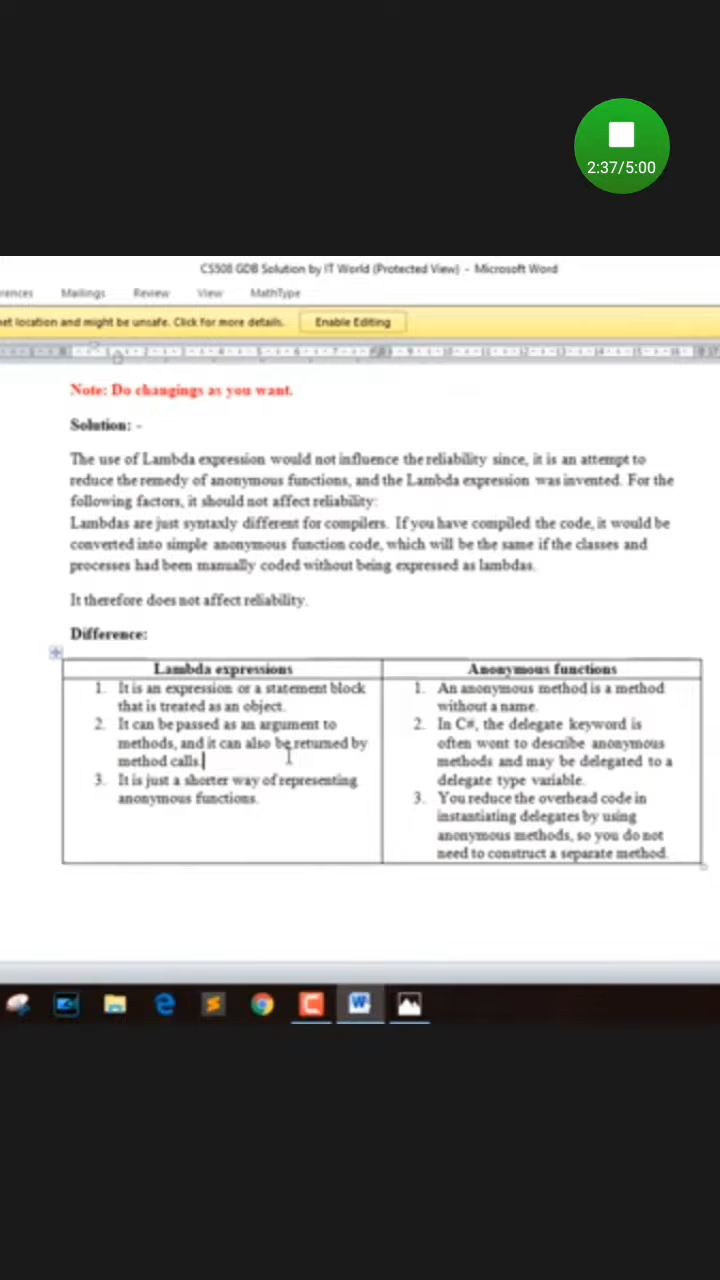 2:37/5:00
CS508 GDB Solution by IT World (Protected View) - Microsoft Word
rences Mailings Review View MathType
net location and might be unsafe. Click for more details. Enable Editing
Note: Do changings as you want.
Solution: -
The use of Lambda expression would not influence the reliability since, it is an attempt to
reduce the remedy of anonymous functions, and the Lambda expression was invented. For the
following factors, it should not affect reliability:
Lambdas are just syntaxly different for compilers. If you have compiled the code, it would be
converted into simple anonymous function code, which will be the same if the classes and
processes had been manually coded without being expressed as lambdas.
It therefore does not affect reliability.
Difference:
Lambda expressions
1. It is an expression or a statement block
that is treated as an object.
2. It can be passed as an argument to
methods, and it can also be returned by
method calls.
3. It is just a shorter way of representing
anonymous functions.
Anonymous functions
1. An anonymous method is a method
without a name.
2. In C#, the delegate keyword is
often wont to describe anonymous
methods and may be delegated to a
delegate type variable.
3. You reduce the overhead code in
instantiating delegates by using
anonymous methods, so you do not
need to construct a separate method.